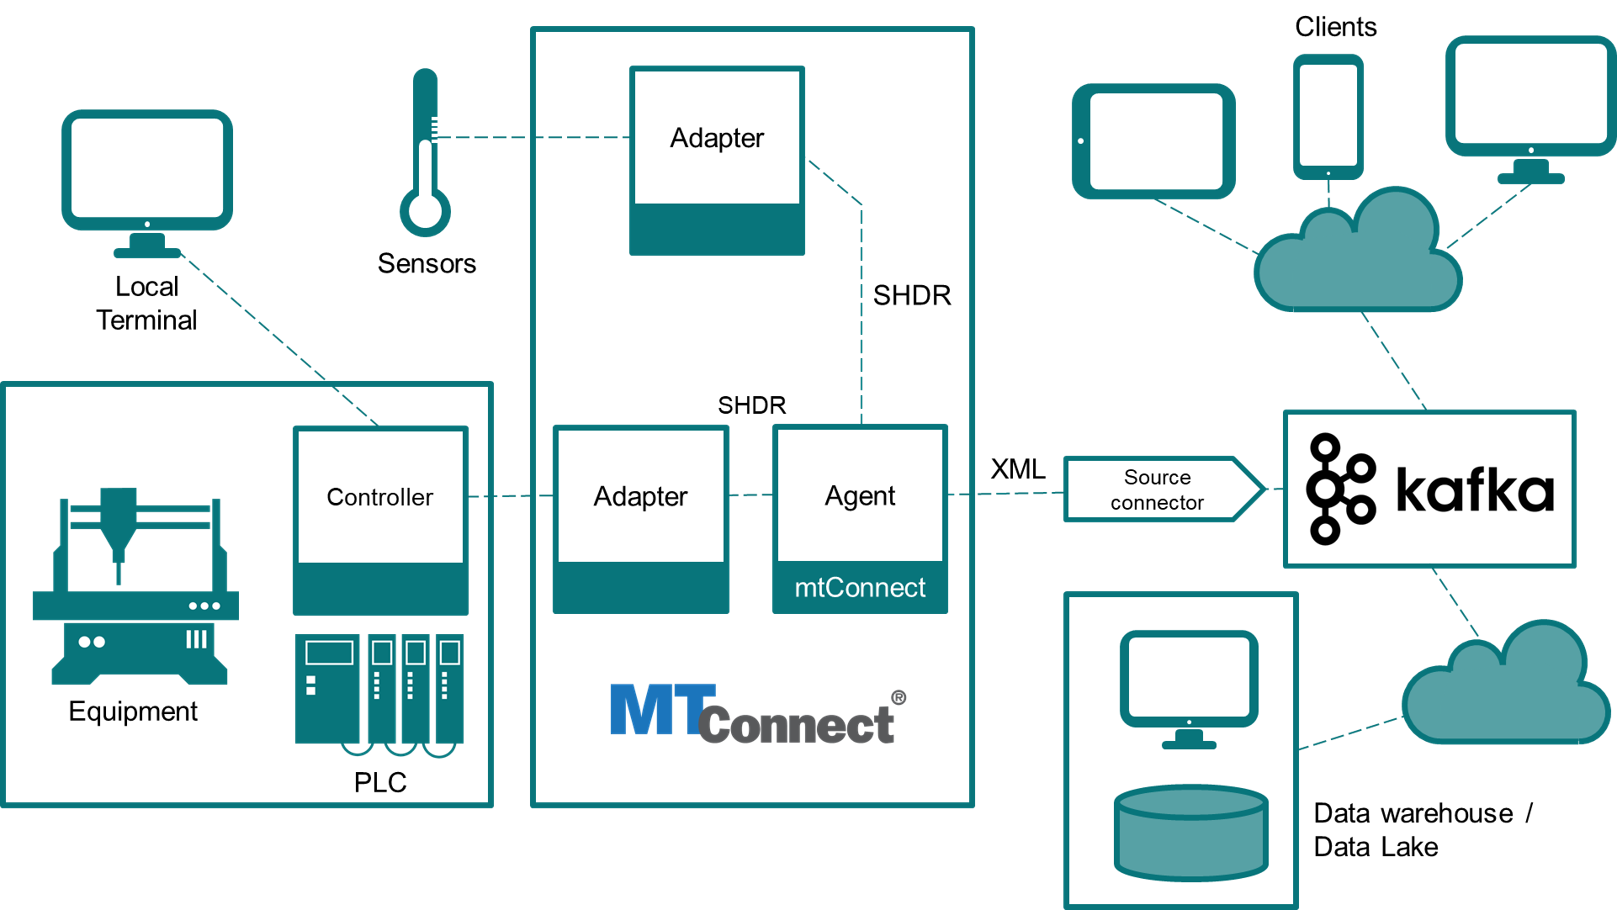 Clients
Adapter
Sensors
Local
Terminal
SHDR
SHDR
Controller
Adapter
Agent
mtConnect
XML
Source
connector
kafka
Equipment
PLC
MTConnect®
Data warehouse /
Data Lake